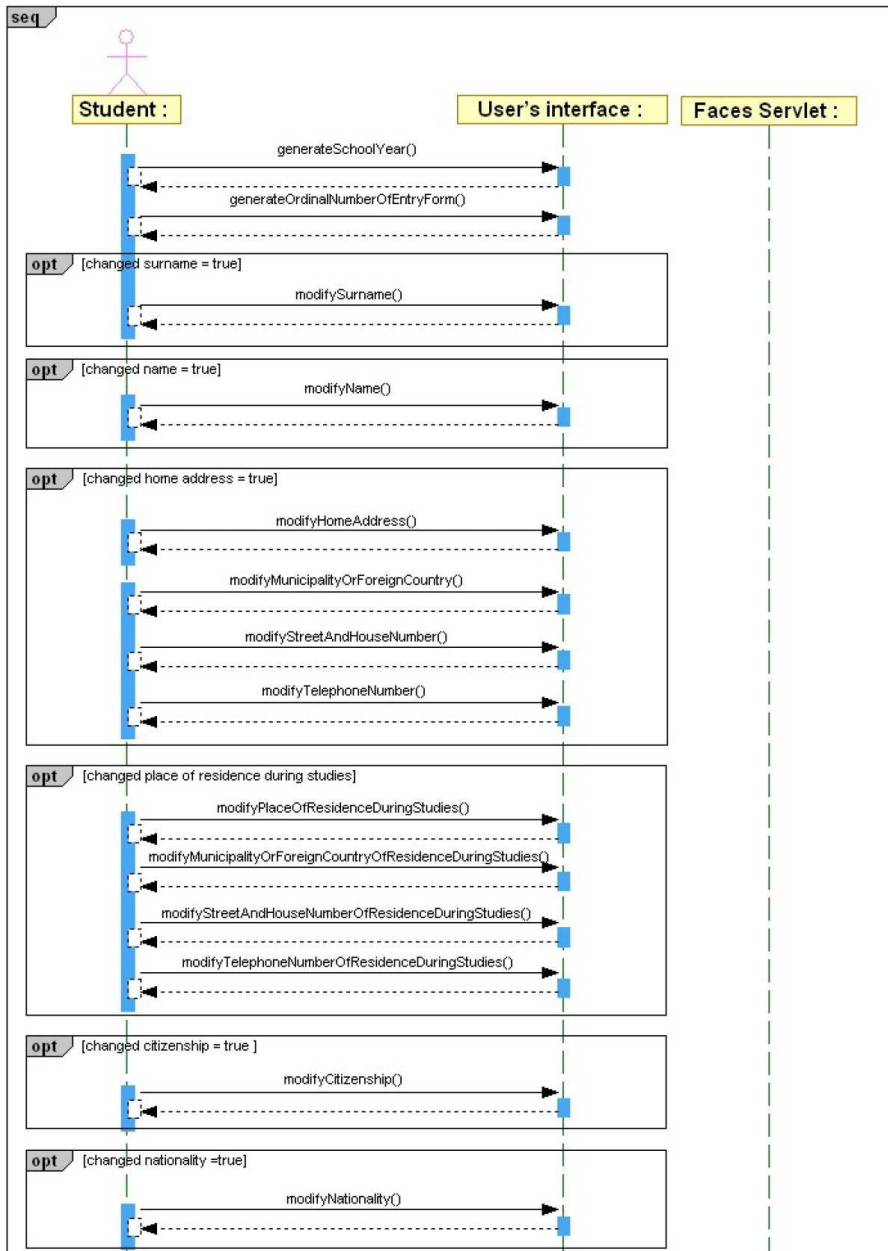 seq
Student :
User's interface :
Faces Servlet :
generateSchoolYear()
generateOrdinalNumberOfEntryForm()
opt [changed surname = true]
modifySurname()
opt [changed name = true]
modifyName()
opt [changed home address = true]
modifyHomeAddress()
modifyMunicipalityOrForeignCountry()
modifyStreetAndHouseNumber()
modifyTelephoneNumber()
opt [changed place of residence during studies]
modifyPlaceOfResidenceDuringStudies()
modifyMunicipalityOrForeignCountryOfResidenceDuringStudies()
modifyStreetAndHouseNumberOfResidenceDuringStudies()
modifyTelephoneNumberOfResidenceDuringStudies()
opt [changed citizenship = true ]
modifyCitizenship()
opt [changed nationality =true]
modifyNationality()